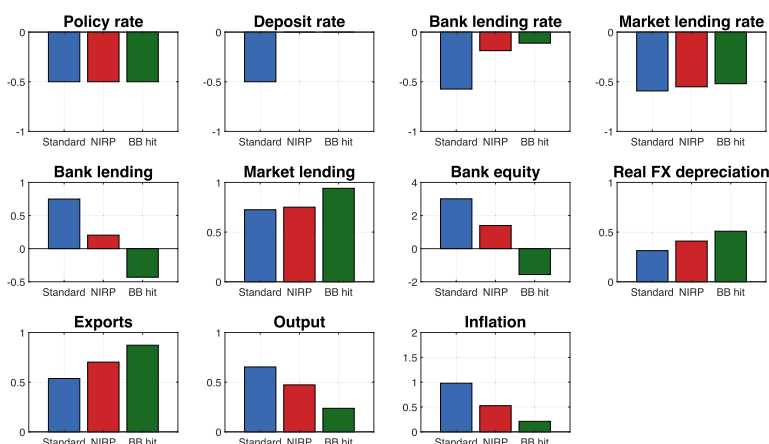 Policy rate
0
-0.5
-1
Standard NIRP BB hit
Deposit rate
0
-0.5
-1
Standard NIRP BB hit
Bank lending rate
0
-0.5
-1
Standard NIRP BB hit
Market lending rate
0
-0.5
-1
Standard NIRP BB hit
Bank lending
1
0.5
0
-0.5
Standard NIRP BB hit
Market lending
1
0.5
0
Standard NIRP BB hit
Bank equity
4
2
0
-2
Standard NIRP BB hit
Real FX depreciation
1
0.5
0
Standard NIRP BB hit
Exports
1
0.5
0
Standard NIRP BB hit
Output
1
0.5
0
Standard NIRP BB hit
Inflation
2
1.5
1
0.5
0
Standard NIRP BB hit